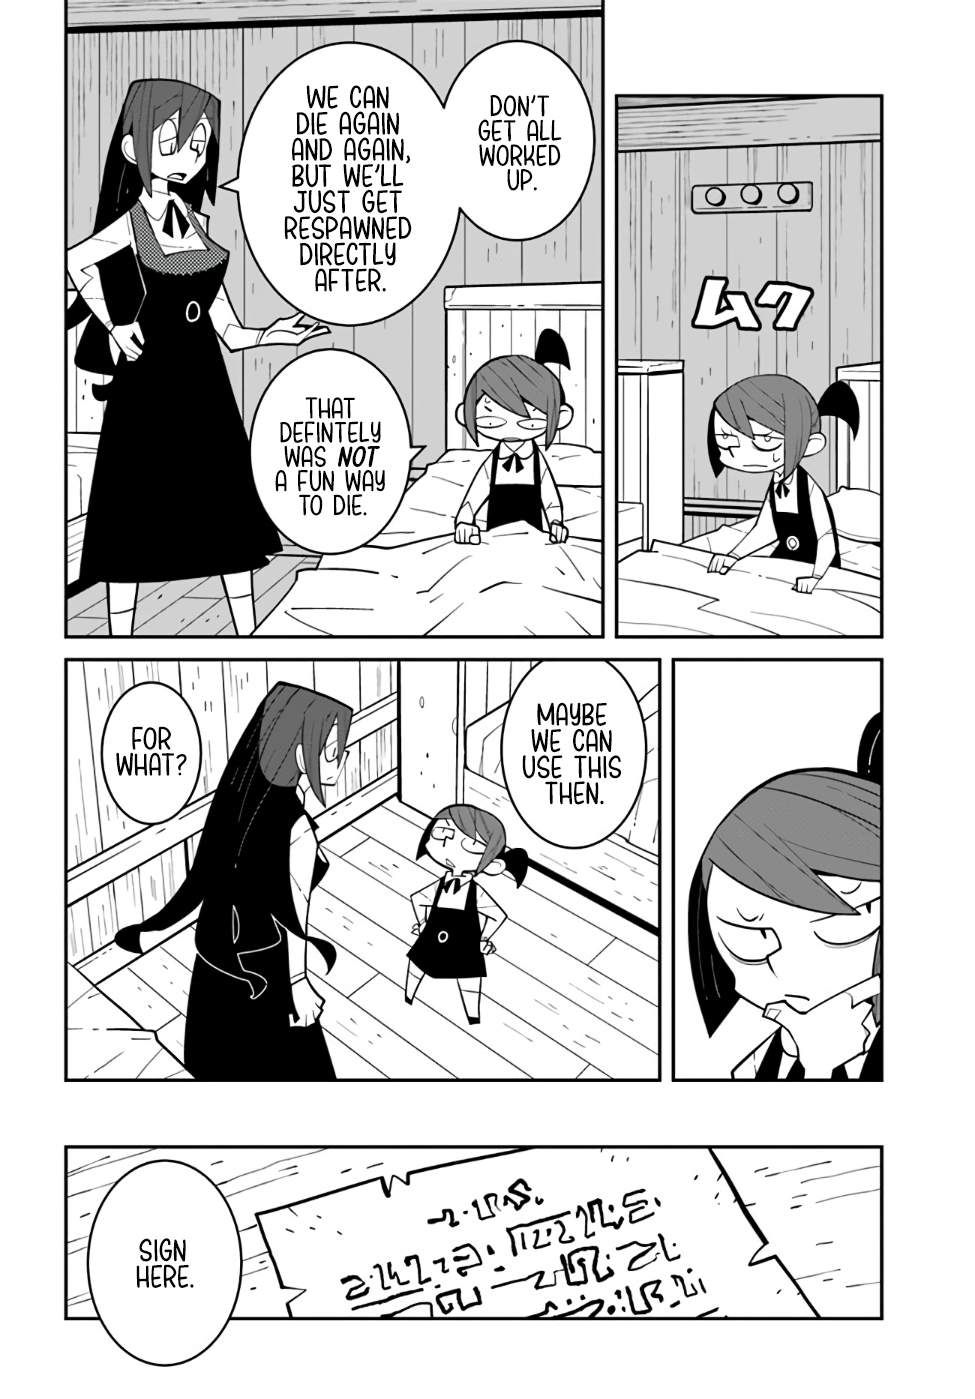 ムク
DON'T
GET ALL
WORKED
UP.
WE CAN
DIE AGAIN
AND AGAIN,
BUT WE'LL
JUST GET
RESPAWNED
DIRECTLY
AFTER.
THAT
DEFINTELY
WAS NOT
A FUN WAY
TO DIE.
MAYBE
WE CAN
USE THIS
THEN.
FOR
WHAT?
SIGN
HERE.